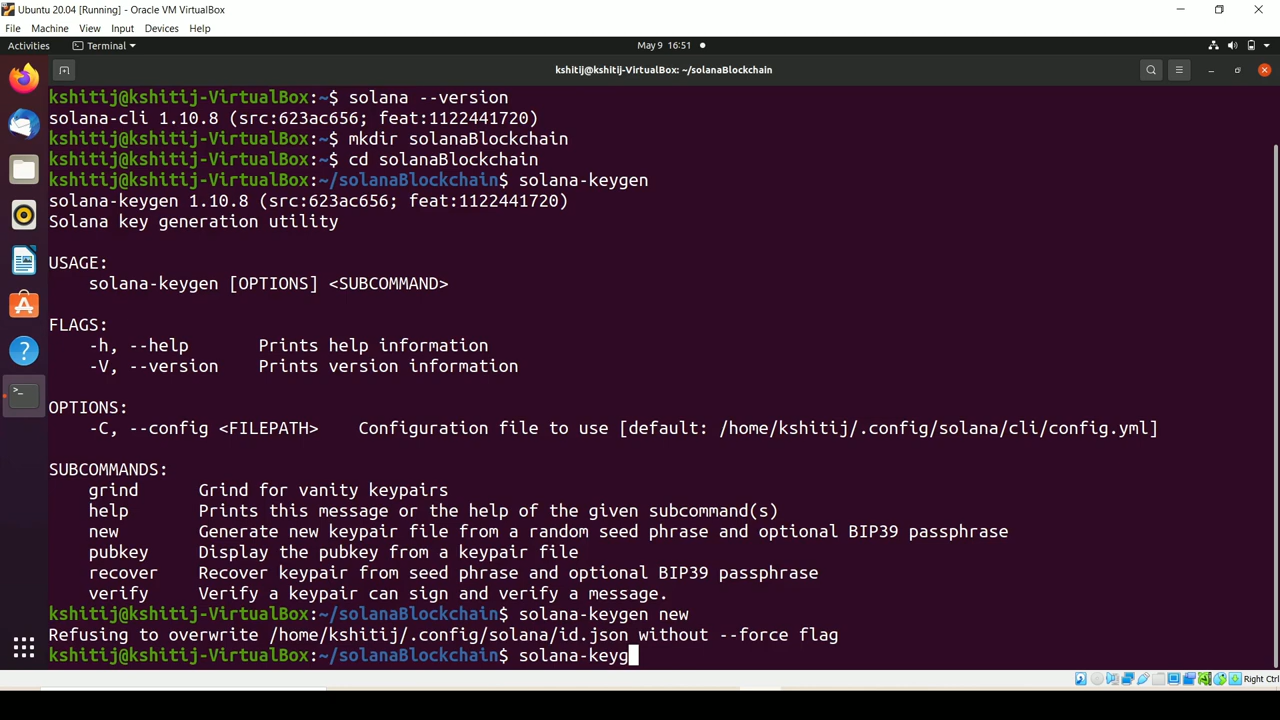 Ubuntu 20.04 [Running] - Oracle VM VirtualBox
File Machine View Input Devices Help
Activities Terminal May 9 16:51
kshitij@kshitij-VirtualBox: ~/solanaBlockchain
kshitij@kshitij-VirtualBox:~$ solana --version
solana-cli 1.10.8 (src:623ac656; feat:1122441720)
kshitij@kshitij-VirtualBox:~$ mkdir solanaBlockchain
kshitij@kshitij-VirtualBox:~$ cd solanaBlockchain
kshitij@kshitij-VirtualBox:~/solanaBlockchain$ solana-keygen
solana-keygen 1.10.8 (src:623ac656; feat:1122441720)
Solana key generation utility
USAGE:
solana-keygen [OPTIONS] <SUBCOMMAND>
FLAGS:
-h, --help Prints help information
-V, --version Prints version information
OPTIONS:
-C, --config <FILEPATH> Configuration file to use [default: /home/kshitij/.config/solana/cli/config.yml]
SUBCOMMANDS:
grind Grind for vanity keypairs
help Prints this message or the help of the given subcommand(s)
new Generate new keypair file from a random seed phrase and optional BIP39 passphrase
pubkey Display the pubkey from a keypair file
recover Recover keypair from seed phrase and optional BIP39 passphrase
verify Verify a keypair can sign and verify a message.
kshitij@kshitij-VirtualBox:~/solanaBlockchain$ solana-keygen new
Refusing to overwrite /home/kshitij/.config/solana/id.json without --force flag
kshitij@kshitij-VirtualBox:~/solanaBlockchain$ solana-keyg
Right Ctrl